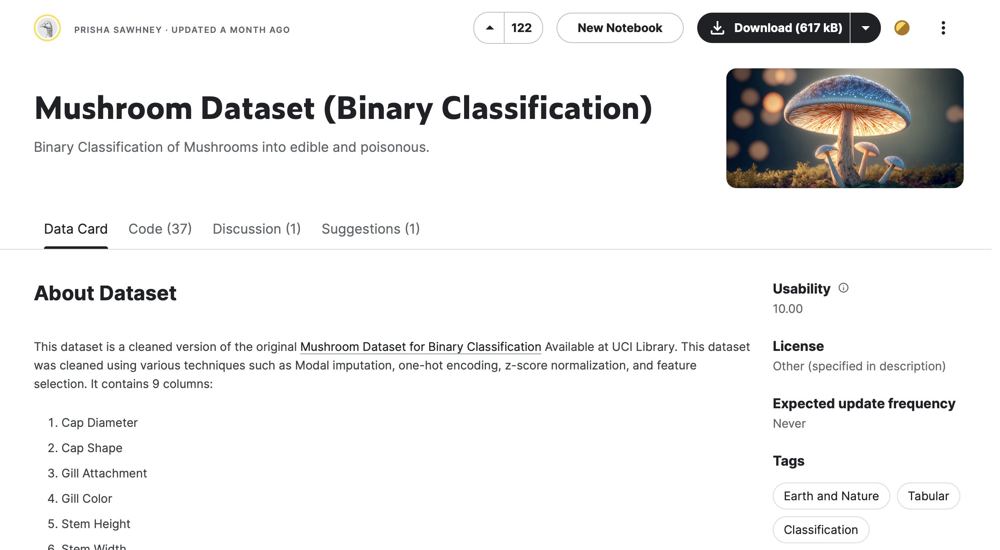 PRISHA SAWHNEY · UPDATED A MONTH AGO
122
New Notebook
Download (617 kB)
Mushroom Dataset (Binary Classification)
Binary Classification of Mushrooms into edible and poisonous.
Data Card
Code (37)
Discussion (1)
Suggestions (1)
About Dataset
This dataset is a cleaned version of the original Mushroom Dataset for Binary Classification Available at UCI Library. This dataset
was cleaned using various techniques such as Modal imputation, one-hot encoding, z-score normalization, and feature
selection. It contains 9 columns:
1. Cap Diameter
2. Cap Shape
3. Gill Attachment
4. Gill Color
5. Stem Height
6. Stem Width
Usability
10.00
License
Other (specified in description)
Expected update frequency
Never
Tags
Earth and Nature
Tabular
Classification